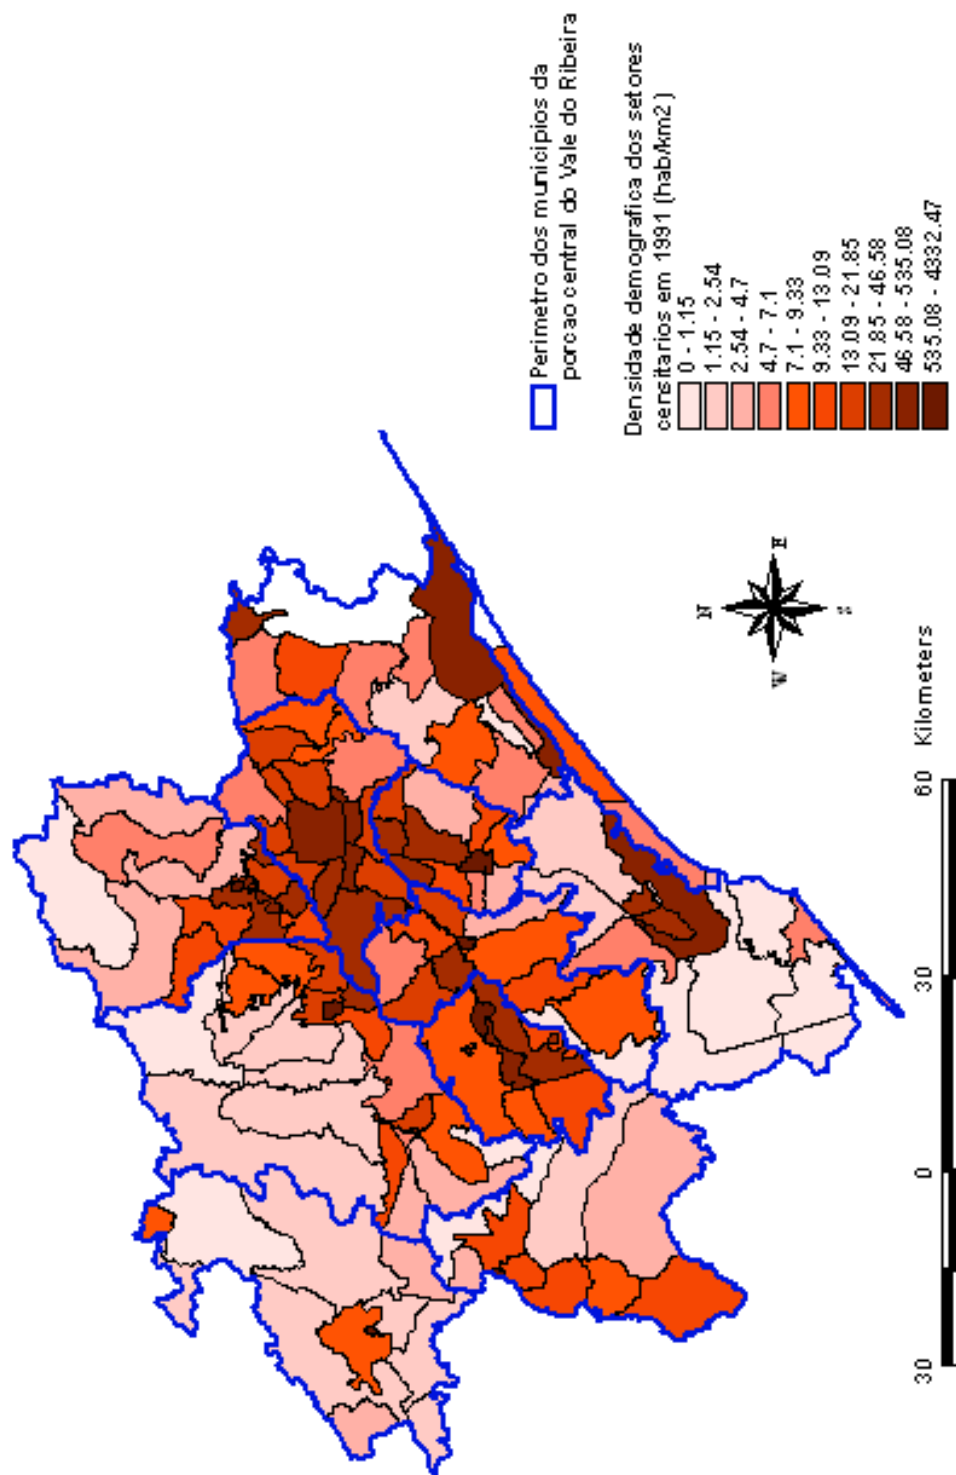 Perimetro dos municipios da
porcao central do Vale do Ribeira
Densidade demografica dos setores
censitarios em 1991 (hab/km2)
0 - 1.15
1.15 - 2.54
2.54 - 4.7
4.7 - 7.1
7.1 - 9.33
9.33 - 13.09
13.09 - 21.85
21.85 - 46.58
46.58 - 535.08
535.08 - 4332.47
N
W
E
S
30
0
30
60
Kilometers